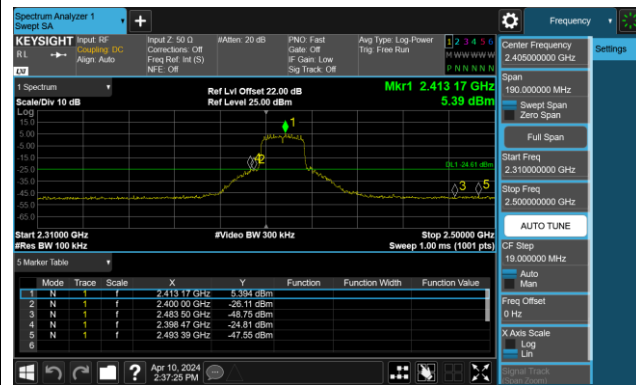 Spectrum Analyzer 1
Swept SA
Frequency
KEYSIGHT
Input: RF
Input Z: 50 Ω
#Atten: 20 dB
PNO: Fast
Avg Type: Log-Power
1 2 3 4 5 6
RL
Coupling: DC
Corrections: Off
Gate: Off
Trig: Free Run
M W W W W W
Align: Auto
Freq Ref: Int (S)
IF Gain: Low
P N N N N N
LXI
NFE: Off
Sig Track: Off
Center Frequency
2.405000000 GHz
Settings
Span
190.000000 MHz
Swept Span
Zero Span
Full Span
Start Freq
2.310000000 GHz
Stop Freq
2.500000000 GHz
AUTO TUNE
CF Step
19.000000 MHz
Auto
Man
Freq Offset
0 Hz
X Axis Scale
Log
Lin
Signal Track
(Span Zoom)
1 Spectrum
Ref Lvl Offset 22.00 dB
Mkr1 2.413 17 GHz
Scale/Div 10 dB
Ref Level 25.00 dBm
5.39 dBm
Log
15.0
5.00
-5.00
-15.0
-25.0
-35.0
-45.0
-55.0
-65.0
1
4
2
DL1 -24.61 dBm
3
5
Start 2.31000 GHz
#Video BW 300 kHz
Stop 2.50000 GHz
#Res BW 100 kHz
Sweep 1.00 ms (1001 pts)
5 Marker Table
Mode Trace Scale X Y Function Function Width Function Value
1 N 1 f 2.413 17 GHz 5.394 dBm
2 N 1 f 2.400 00 GHz -26.11 dBm
3 N 1 f 2.483 50 GHz -48.75 dBm
4 N 1 f 2.398 47 GHz -24.81 dBm
5 N 1 f 2.493 39 GHz -47.55 dBm
6
?
Apr 10, 2024
2:37:25 PM